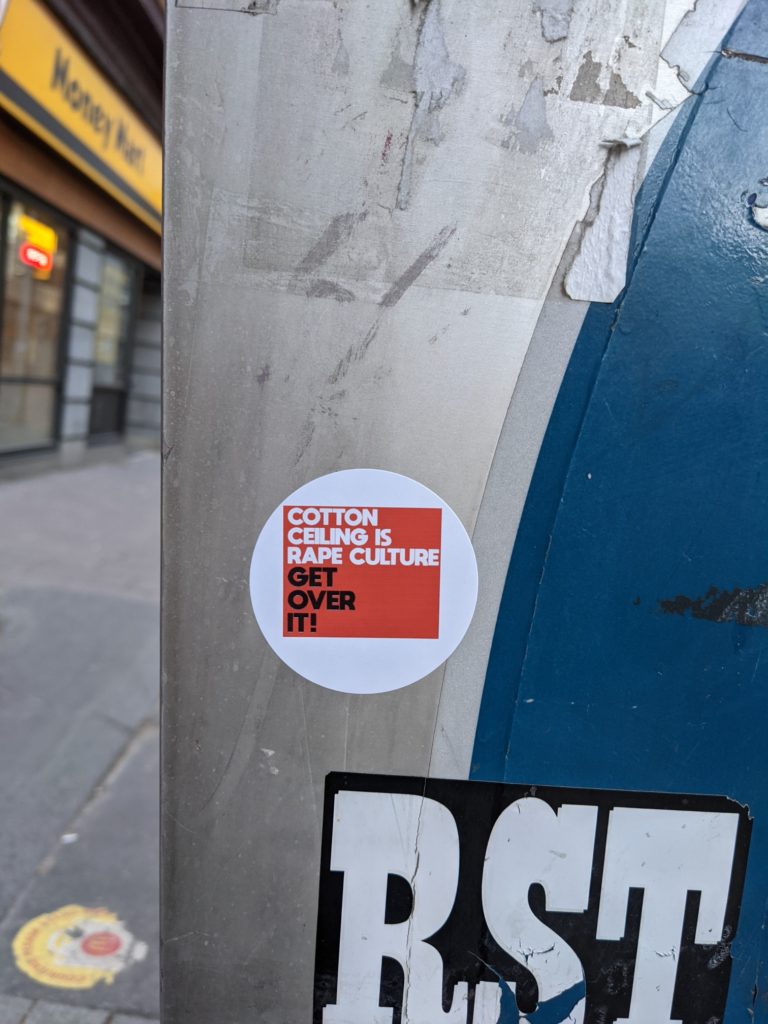 Money Mart
COTTON
CEILING IS
RAPE CULTURE
GET
OVER
IT!
RST